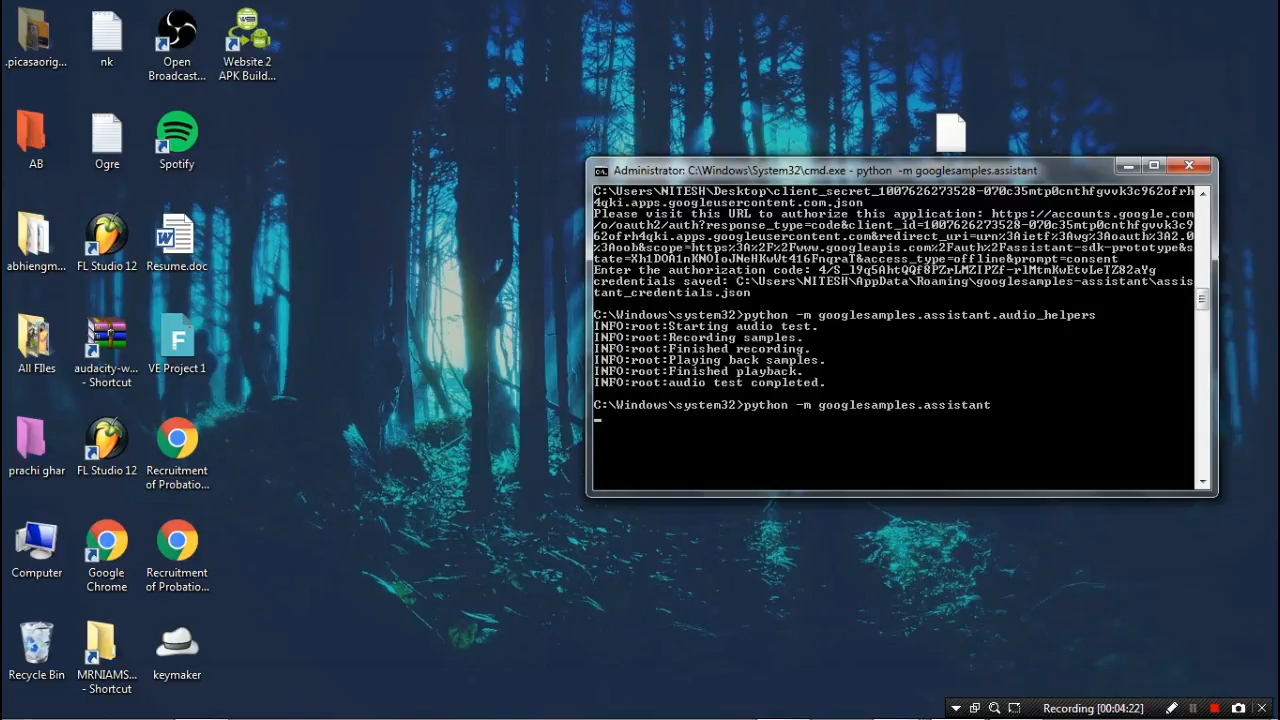 .picasaorig...
nk
Open
Broadcast...
Website 2
APK Build...
AB
Ogre
Spotify
abhiengm...
FL Studio 12
Resume.doc
All FIles
audacity-w...
- Shortcut
VE Project 1
prachi ghar
FL Studio 12
Recruitment
of Probatio...
Computer
Google
Chrome
Recruitment
of Probatio...
Recycle Bin
MRNIAMS...
- Shortcut
keymaker
Administrator: C:\Windows\System32\cmd.exe - python -m googlesamples.assistant
C:\Users\NITESH\Desktop\client_secret_1007626273528-070c35mtp0cnthfgvvk3c962ofrh
4qki.apps.googleusercontent.com.json
Please visit this URL to authorize this application: https://accounts.google.com
/o/oauth2/auth?response_type=code&client_id=1007626273528-070c35mtp0cnthfgvvk3c9
62ofrh4qki.apps.googleusercontent.com&redirect_uri=urn%3Aietf%3Awg%3Aoauth%3A2.0
%3Aoob&scope=https%3A%2F%2Fwww.googleapis.com%2Fauth%2Fassistant-sdk-prototype&s
tate=Xh1DOA1nKNOIoJNeHKwWt416FnqraT&access_type=offline&prompt=consent
Enter the authorization code: 4/S_l9q5AhtQQf8PZrLMZIPZf-rlMtmKwEtvLeTZ82aYg
credentials saved: C:\Users\NITESH\AppData\Roaming\googlesamples-assistant\assis
tant_credentials.json
C:\Windows\system32>python -m googlesamples.assistant.audio_helpers
INFO:root:Starting audio test.
INFO:root:Recording samples.
INFO:root:Finished recording.
INFO:root:Playing back samples.
INFO:root:Finished playback.
INFO:root:audio test completed.
C:\Windows\system32>python -m googlesamples.assistant
Recording [00:04:22]